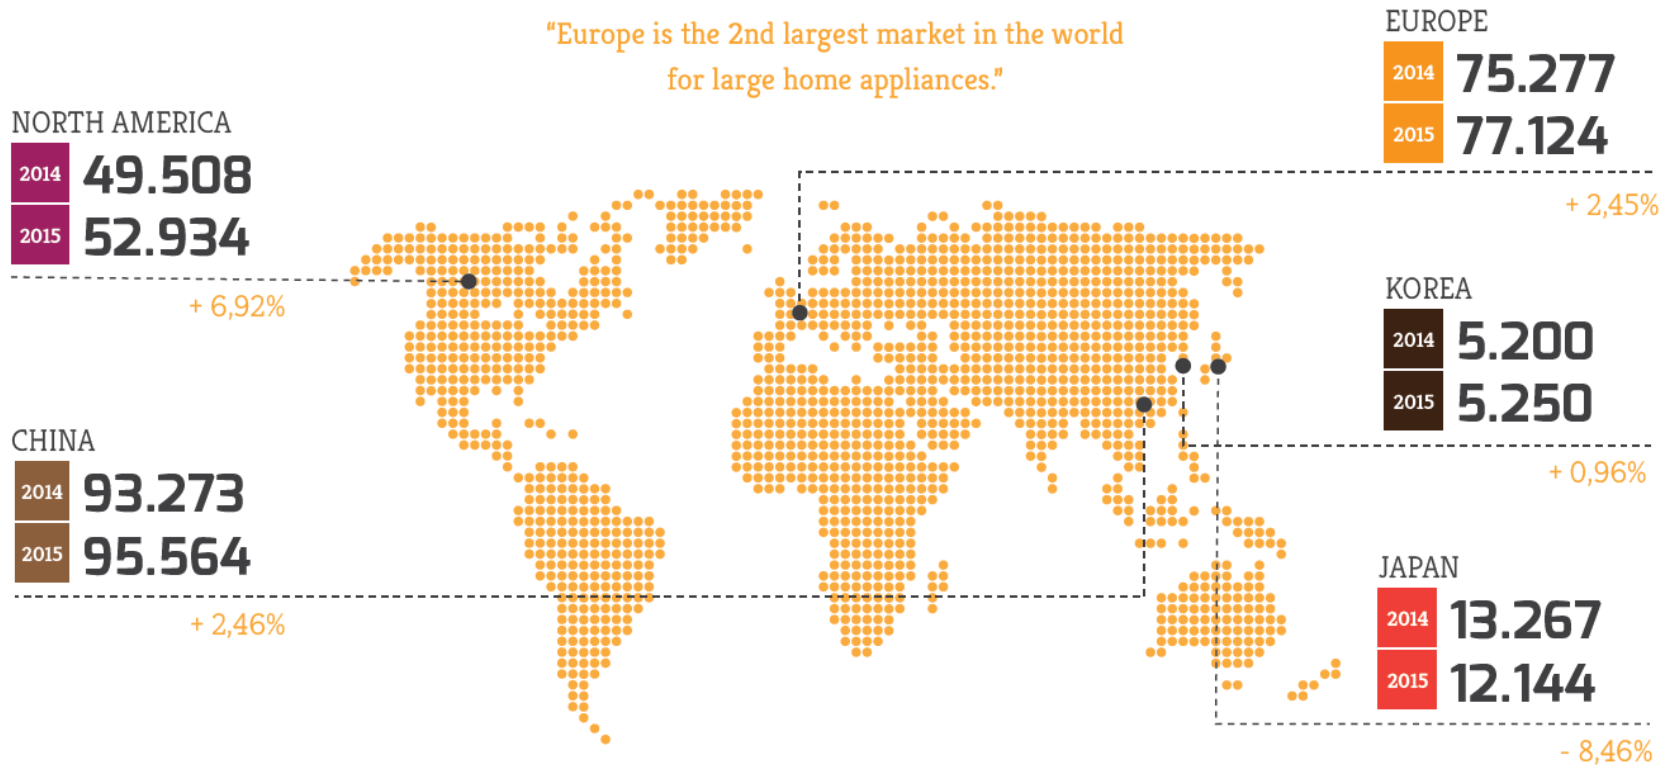 “Europe is the 2nd largest market in the world
for large home appliances.”
NORTH AMERICA
2014 49.508
2015 52.934
+ 6,92%
CHINA
2014 93.273
2015 95.564
+ 2,46%
EUROPE
2014 75.277
2015 77.124
+ 2,45%
KOREA
2014 5.200
2015 5.250
+ 0,96%
JAPAN
2014 13.267
2015 12.144
- 8,46%